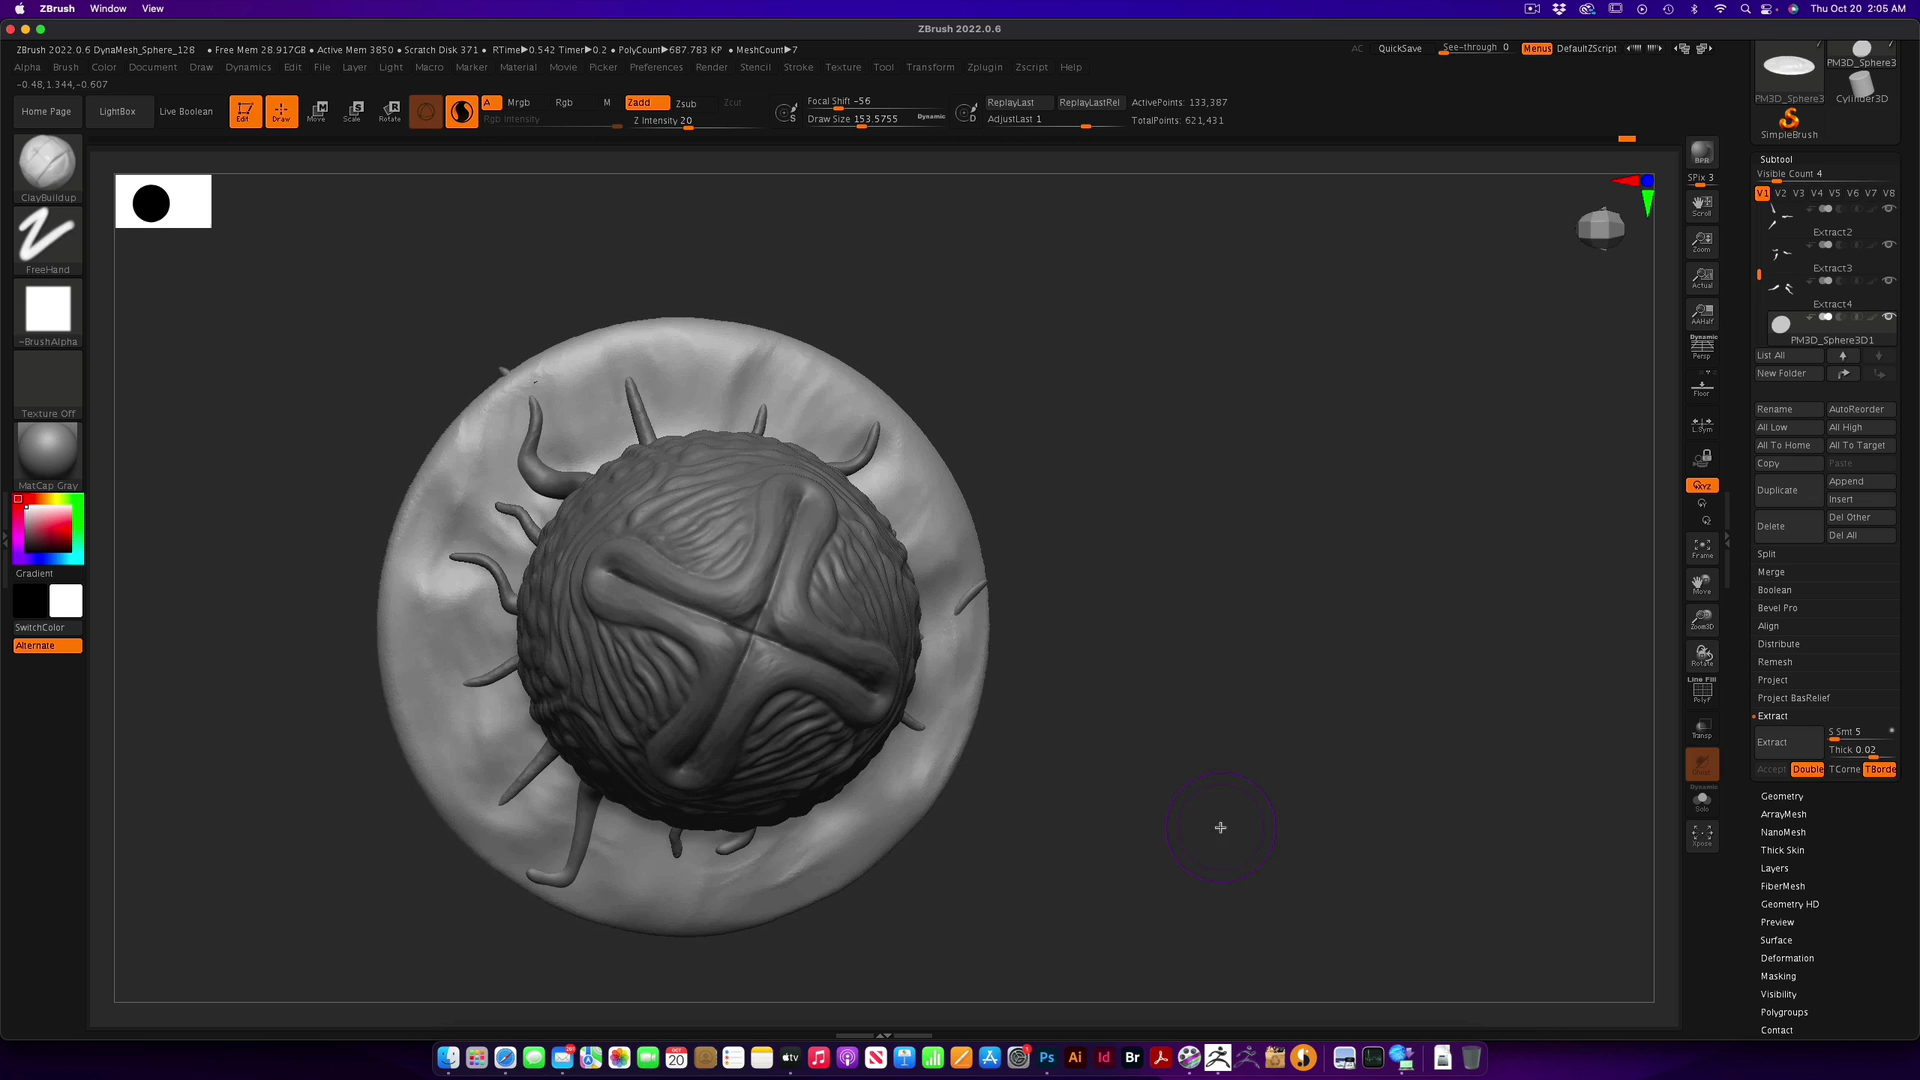 ZBrush Window View
Thu Oct 20 2:05 AM
ZBrush 2022.0.6
ZBrush 2022.0.6 DynaMesh_Sphere_128 • Free Mem 28.917GB • Active Mem 3850 • Scratch Disk 371 • RTime▶0.542 Timer▶0.2 • PolyCount▶687.783 KP • MeshCount▶7
AC QuickSave See-through 0 Menus DefaultZScript
Alpha Brush Color Document Draw Dynamics Edit File Layer Light Macro Marker Material Movie Picker Preferences Render Stencil Stroke Texture Tool Transform Zplugin Zscript Help
-0.48,1.344,-0.607
Home Page LightBox Live Boolean Edit Draw Move Scale Rotate
A Mrgb Rgb M Zadd Zsub Zcut
Rgb Intensity Z Intensity 20
Focal Shift -56
Draw Size 153.5755 Dynamic
S
D
ReplayLast ReplayLastRel
AdjustLast 1
ActivePoints: 133,387
TotalPoints: 621,431
ClayBuildup
FreeHand
~BrushAlpha
Texture Off
MatCap Gray
Gradient
SwitchColor
Alternate
BPR
SPix 3
Scroll
Zoom
Actual
AAHalf
Dynamic
Persp
Floor
L.Sym
XYZ
Frame
Move
Zoom3D
Rotate
Line Fill
PolyF
Transp
Ghost
Dynamic
Solo
Xpose
PM3D_Sphere3
PM3D_Sphere3
Cylinder3D
SimpleBrush
Subtool
Visible Count 4
V1 V2 V3 V4 V5 V6 V7 V8
Extract2
Extract3
Extract4
PM3D_Sphere3D1
List All
New Folder
Rename AutoReorder
All Low All High
All To Home All To Target
Copy Paste
Duplicate Append
Insert
Delete Del Other
Del All
Split
Merge
Boolean
Bevel Pro
Align
Distribute
Remesh
Project
Project BasRelief
Extract
Extract S Smt 5
Thick 0.02
Accept Double TCorne TBorde
Geometry
ArrayMesh
NanoMesh
Thick Skin
Layers
FiberMesh
Geometry HD
Preview
Surface
Deformation
Masking
Visibility
Polygroups
Contact
OCT
20
tv
Ps Ai Id Br